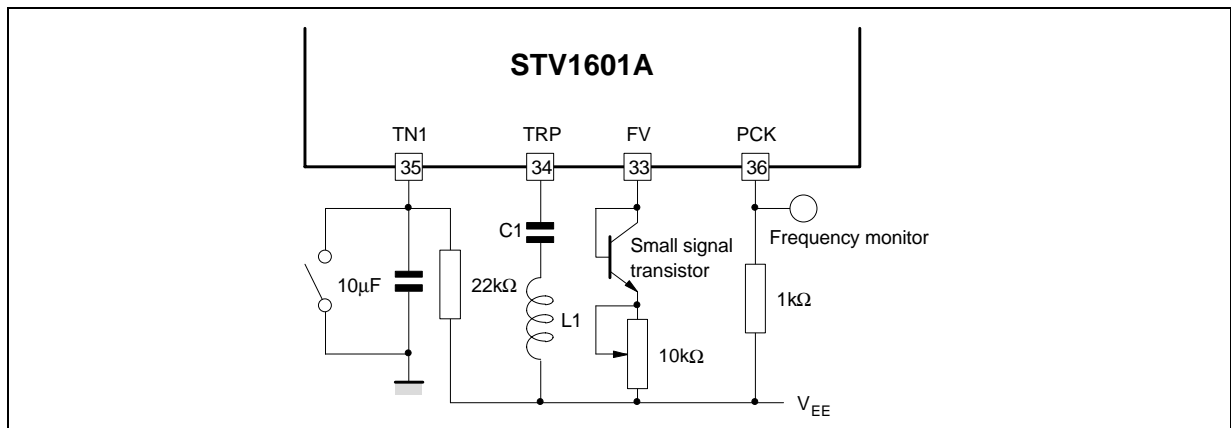 STV1601A
TN1
TRP
FV
PCK
35
34
33
36
C1
Small signal
transistor
Frequency monitor
10μF
22kΩ
L1
10kΩ
1kΩ
VEE